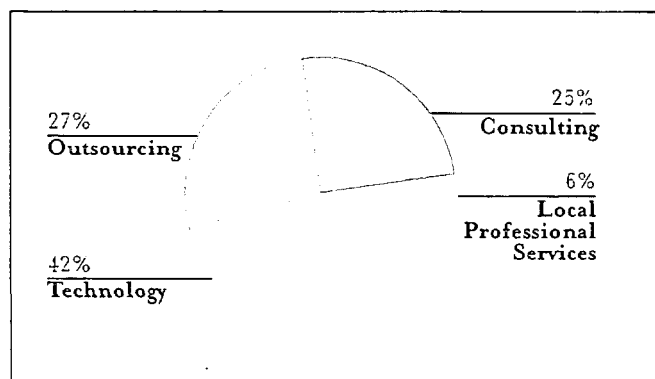 27%
Outsourcing
25%
Consulting
6%
Local
Professional
Services
42%
Technology